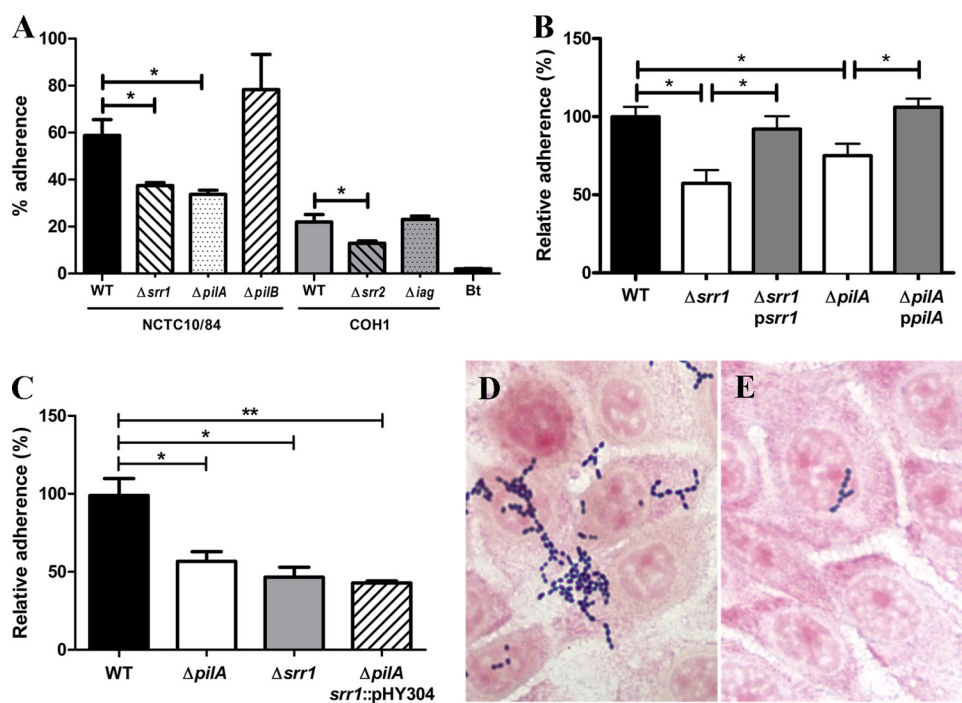 A
% adherence
100
80
60
40
20
0
*
*
*
WT Δsrr1 ΔpilA ΔpilB WT Δsrr2 Δiag Bt
NCTC10/84 COH1
B
Relative adherence (%)
150
100
50
0
*
* * *
WT Δsrr1 Δsrr1 ΔpilA ΔpilA
psrr1 ppilA
C
Relative adherence (%)
150
100
50
0
**
*
*
WT ΔpilA Δsrr1 ΔpilA
srr1::pHY304
D
E